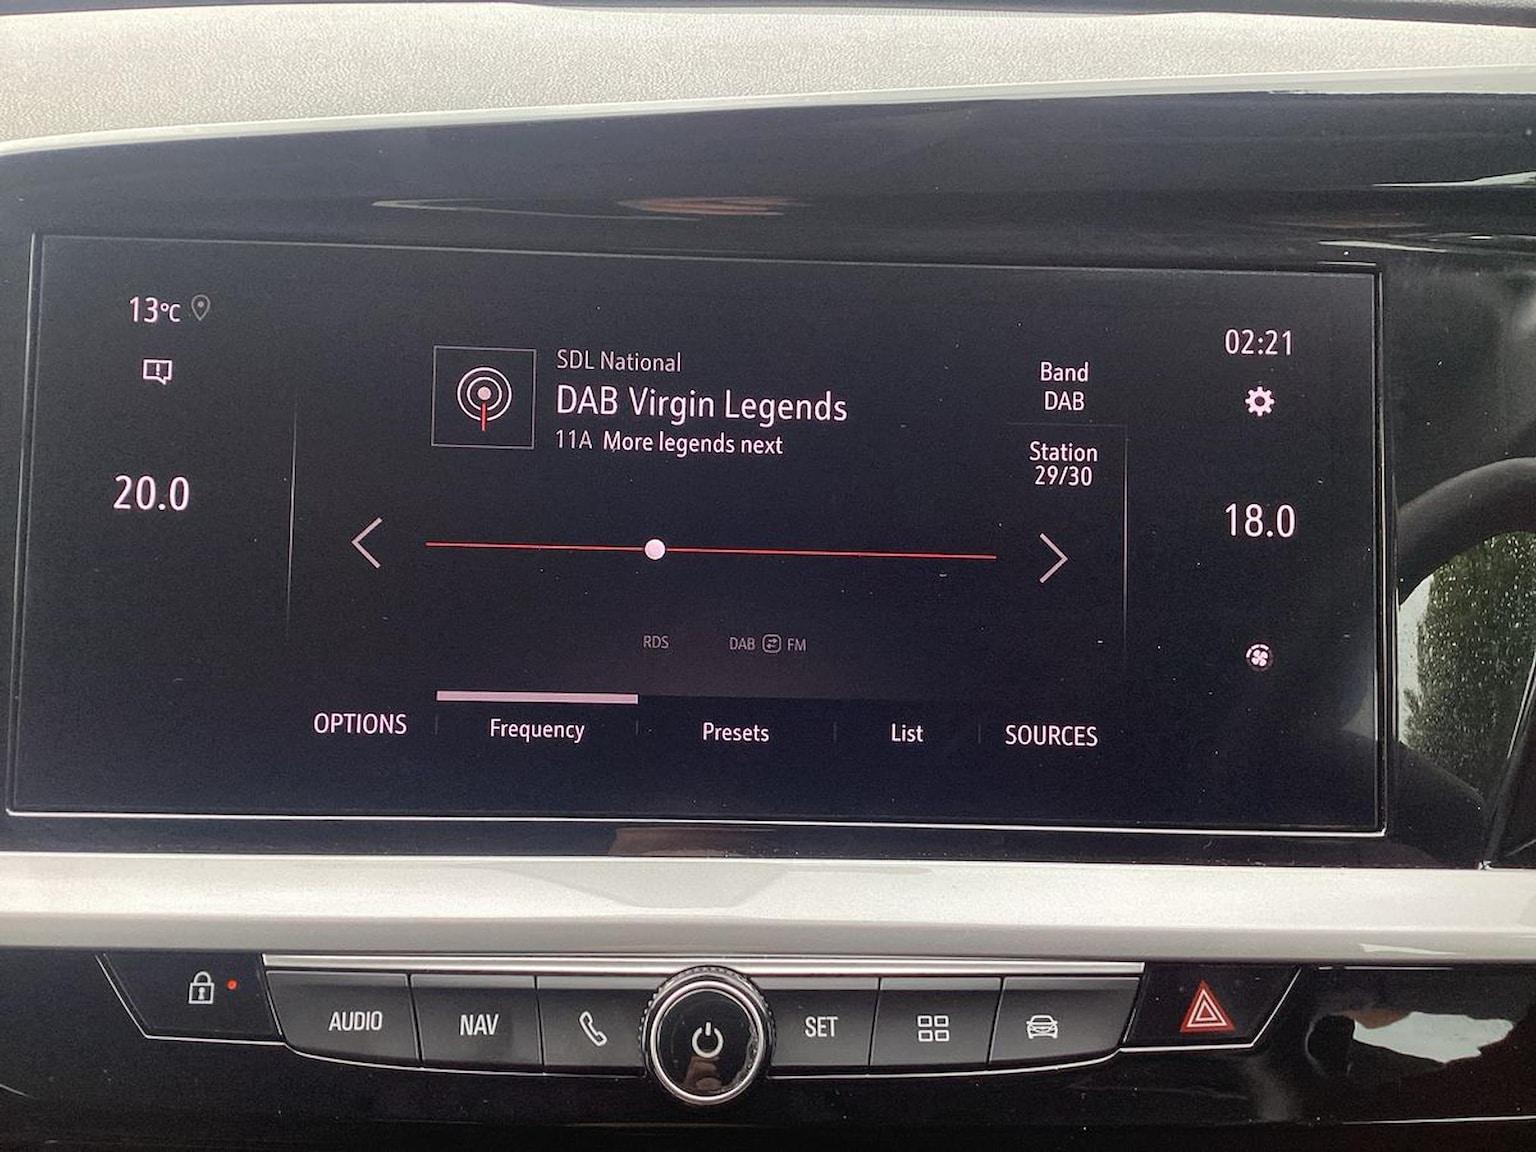 13°C
20.0
SDL National
DAB Virgin Legends
11A More legends next
Band
DAB
Station
29/30
02:21
18.0
RDS
DAB FM
OPTIONS
Frequency
Presets
List
SOURCES
AUDIO
NAV
SET